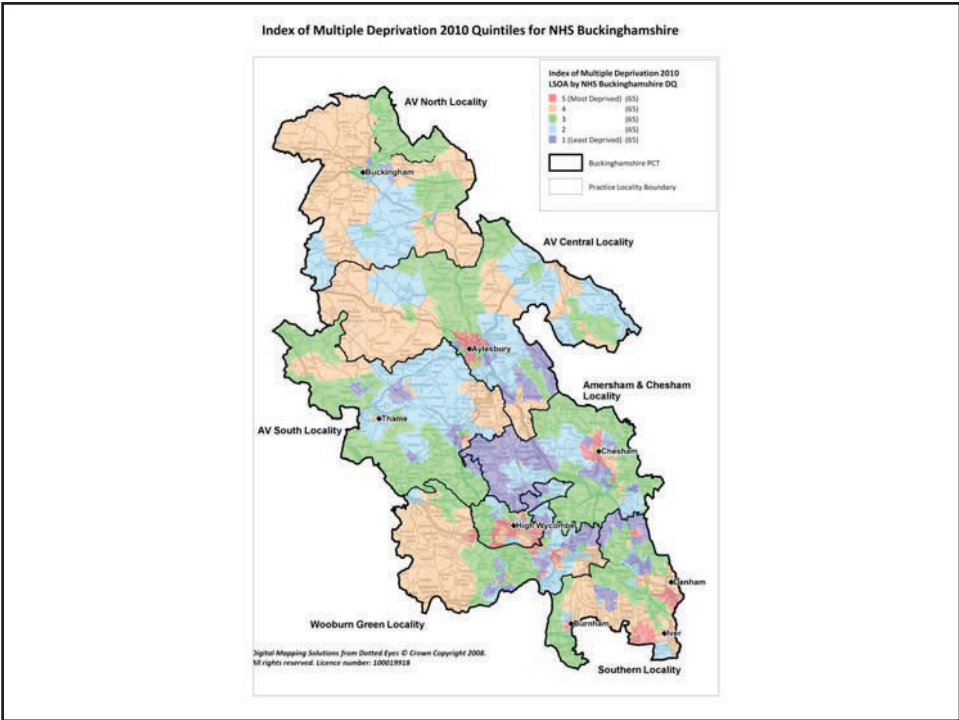 Index of Multiple Deprivation 2010 Quintiles for NHS Buckinghamshire
Index of Multiple Deprivation 2010
LSOA by NHS Buckinghamshire DQ
5 (Most Deprived) (65)
4 (65)
3 (65)
2 (65)
1 (Least Deprived) (65)
Buckinghamshire PCT
Practice Locality Boundary
AV North Locality
Buckingham
AV Central Locality
Aylesbury
Amersham & Chesham
Locality
Thame
AV South Locality
Chesham
High Wycombe
Denham
Wooburn Green Locality
Burnham
Iver
Southern Locality
Digital Mapping Solutions from Dotted Eyes © Crown Copyright 2008.
All rights reserved. Licence number: 100019918